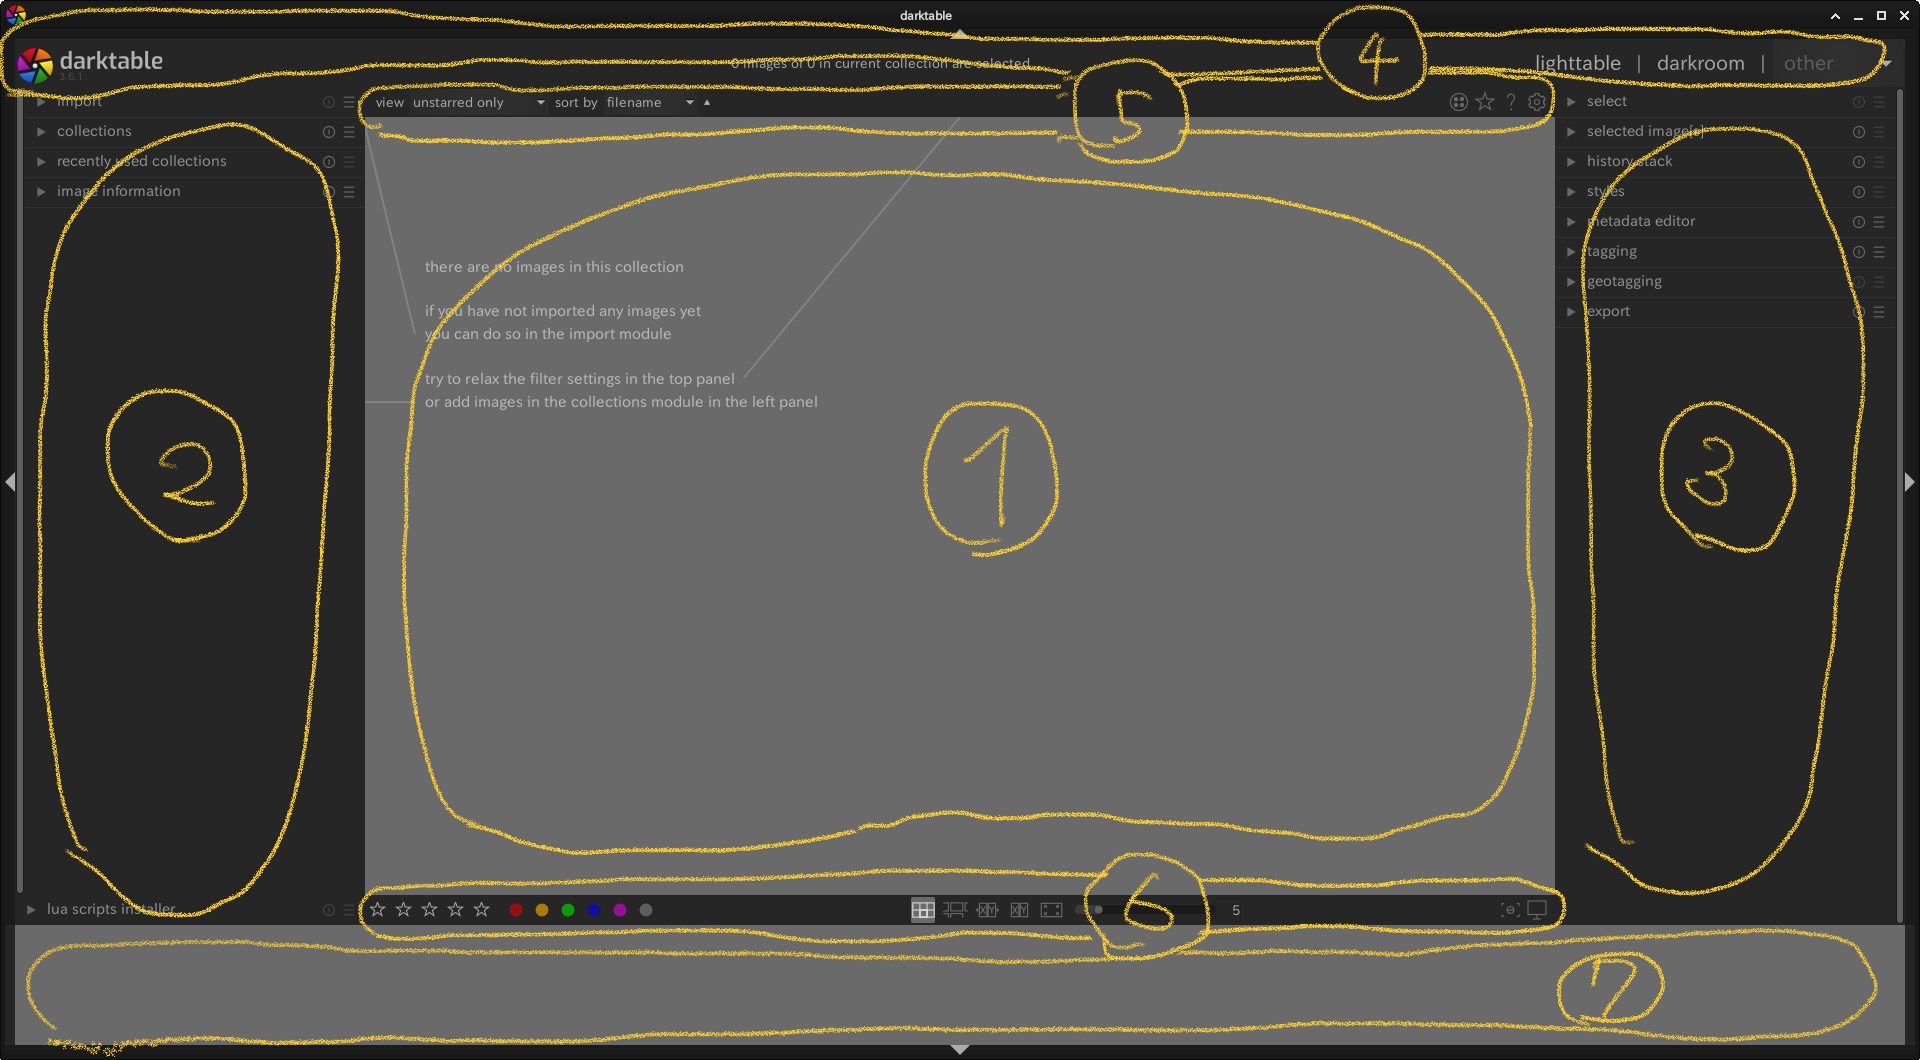 darktable
darktable
3.6.1
0 images of 0 in current collection are selected
4
lighttable | darkroom | other
import
view unstarred only sort by filename
5
?
select
collections
selected image[s]
recently used collections
history stack
image information
styles
metadata editor
there are no images in this collection
tagging
geotagging
if you have not imported any images yet
export
you can do so in the import module
try to relax the filter settings in the top panel
or add images in the collections module in the left panel
2
1
3
lua scripts installer
6
5
7